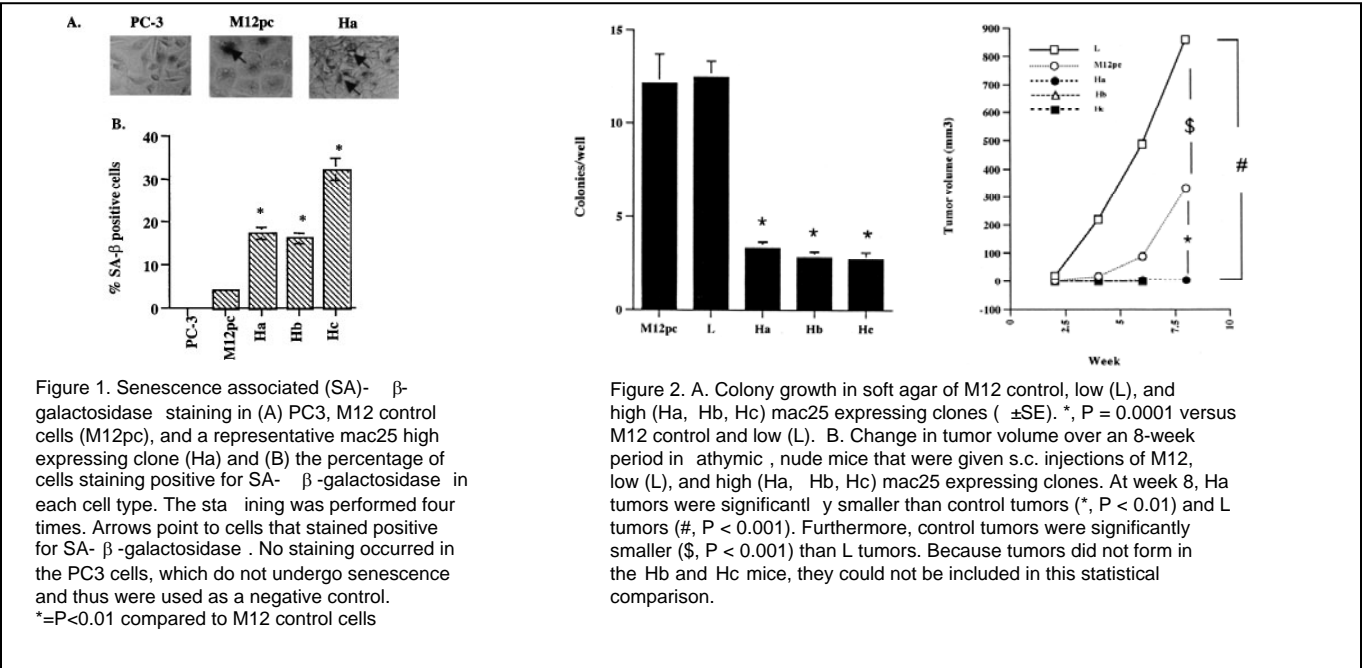 A. PC-3 M12pc Ha
B.
40
30
20
10
0
% SA-β positive cells
*
*
*
PC-3
M12pc
Ha
Hb
Hc
Figure 1. Senescence associated (SA)- β-
galactosidase staining in (A) PC3, M12 control
cells (M12pc), and a representative mac25 high
expressing clone (Ha) and (B) the percentage of
cells staining positive for SA- β -galactosidase in
each cell type. The sta ining was performed four
times. Arrows point to cells that stained positive
for SA- β -galactosidase . No staining occurred in
the PC3 cells, which do not undergo senescence
and thus were used as a negative control.
*=P<0.01 compared to M12 control cells
15
10
5
0
Colonies/well
* * *
M12pc L Ha Hb Hc
900
800
700
600
500
400
300
200
100
0
-100
Tumor volume (mm3)
L
M12pc
Ha
Hb
Hc
$
#
*
0 2.5 5 7.5 10
Week
Figure 2. A. Colony growth in soft agar of M12 control, low (L), and
high (Ha, Hb, Hc) mac25 expressing clones ( ±SE). *, P = 0.0001 versus
M12 control and low (L). B. Change in tumor volume over an 8-week
period in athymic , nude mice that were given s.c. injections of M12,
low (L), and high (Ha, Hb, Hc) mac25 expressing clones. At week 8, Ha
tumors were significantl y smaller than control tumors (*, P < 0.01) and L
tumors (#, P < 0.001). Furthermore, control tumors were significantly
smaller ($, P < 0.001) than L tumors. Because tumors did not form in
the Hb and Hc mice, they could not be included in this statistical
comparison.